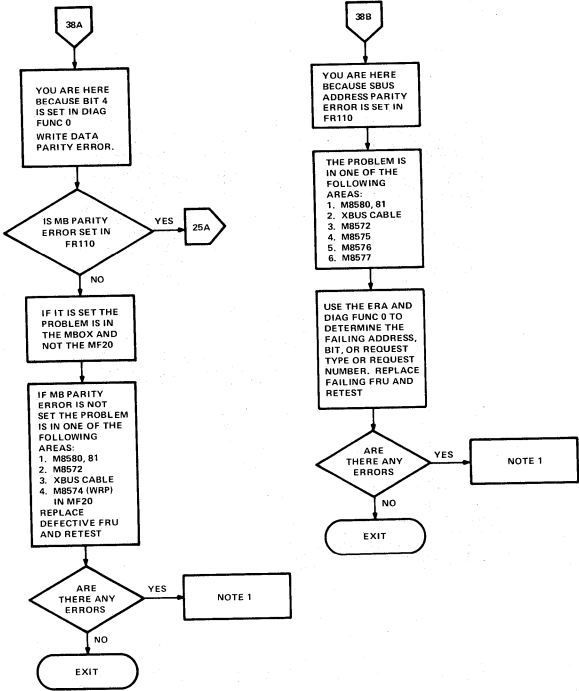 38A
YOU ARE HERE
BECAUSE BIT 4
IS SET IN DIAG
FUNC 0
WRITE DATA
PARITY ERROR.
IS MB PARITY
ERROR SET IN
FR110
YES
25A
NO
IF IT IS SET THE
PROBLEM IS IN
THE MBOX AND
NOT THE MF20
IF MB PARITY
ERROR IS NOT
SET THE PROBLEM
IS IN ONE OF THE
FOLLOWING
AREAS:
1. M8580, 81
2. M8572
3. XBUS CABLE
4. M8574 (WRP)
IN MF20
REPLACE
DEFECTIVE FRU
AND RETEST
ARE
THERE ANY
ERRORS
YES
NOTE 1
NO
EXIT
38B
YOU ARE HERE
BECAUSE SBUS
ADDRESS PARITY
ERROR IS SET IN
FR110
THE PROBLEM IS
IN ONE OF THE
FOLLOWING
AREAS:
1. M8580, 81
2. XBUS CABLE
3. M8572
4. M8575
5. M8576
6. M8577
USE THE ERA AND
DIAG FUNC 0 TO
DETERMINE THE
FAILING ADDRESS,
BIT, OR REQUEST
TYPE OR REQUEST
NUMBER. REPLACE
FAILING FRU AND
RETEST
ARE
THERE ANY
ERRORS
YES
NOTE 1
NO
EXIT